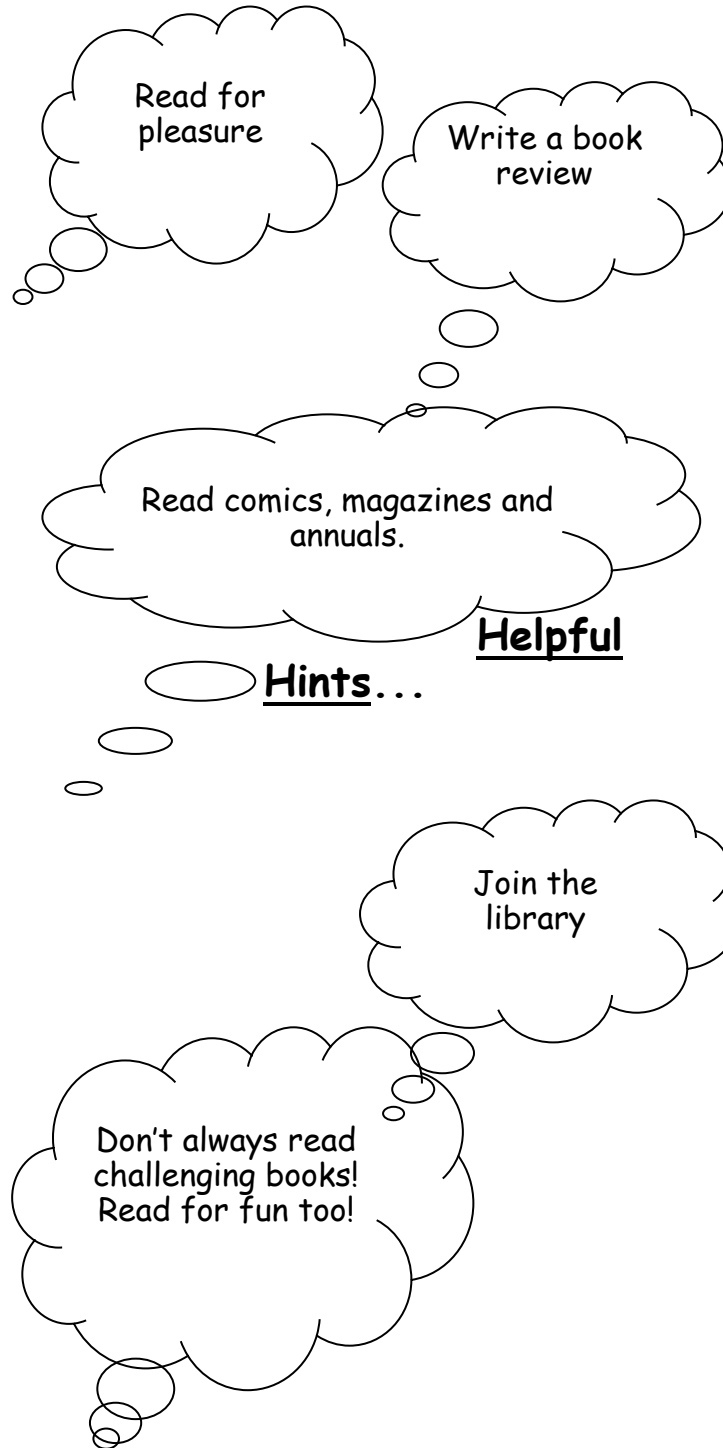 Read for
pleasure
Write a book
review
Read comics, magazines and
annuals.
Helpful
Hints...
Join the
library
Don't always read
challenging books!
Read for fun too!